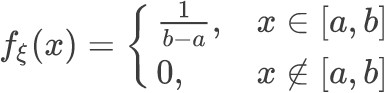 f_ξ(x) = { 1/(b−a), x ∈ [a, b]
0, x ∉ [a, b]